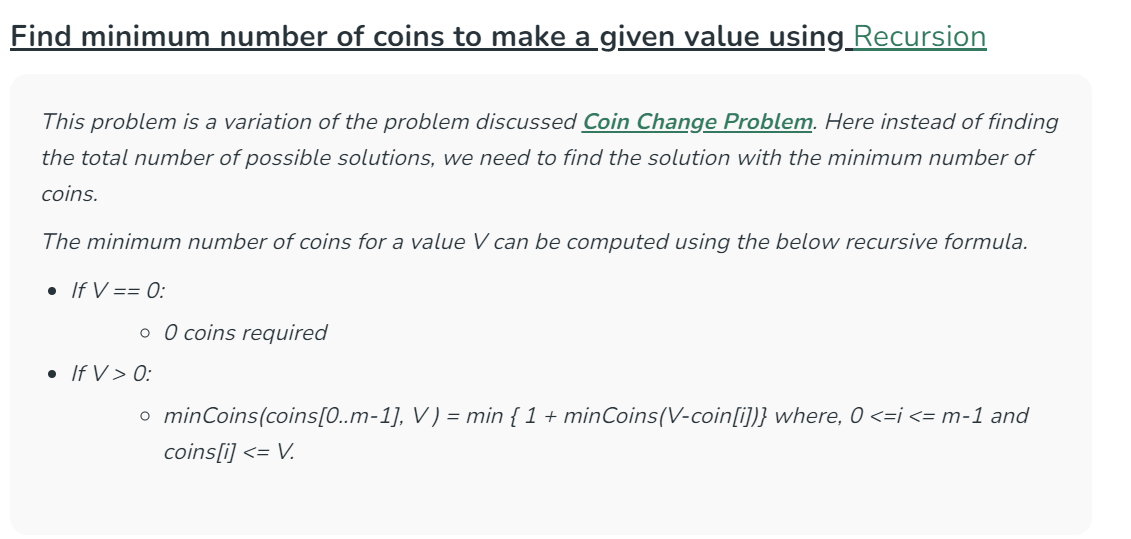 Find minimum number of coins to make a given value using Recursion
This problem is a variation of the problem discussed Coin Change Problem. Here instead of finding
the total number of possible solutions, we need to find the solution with the minimum number of
coins.
The minimum number of coins for a value V can be computed using the below recursive formula.
• If V == 0:
○ 0 coins required
• If V > 0:
○ minCoins(coins[0..m-1], V ) = min { 1 + minCoins(V-coin[i])} where, 0 <=i <= m-1 and
coins[i] <= V.